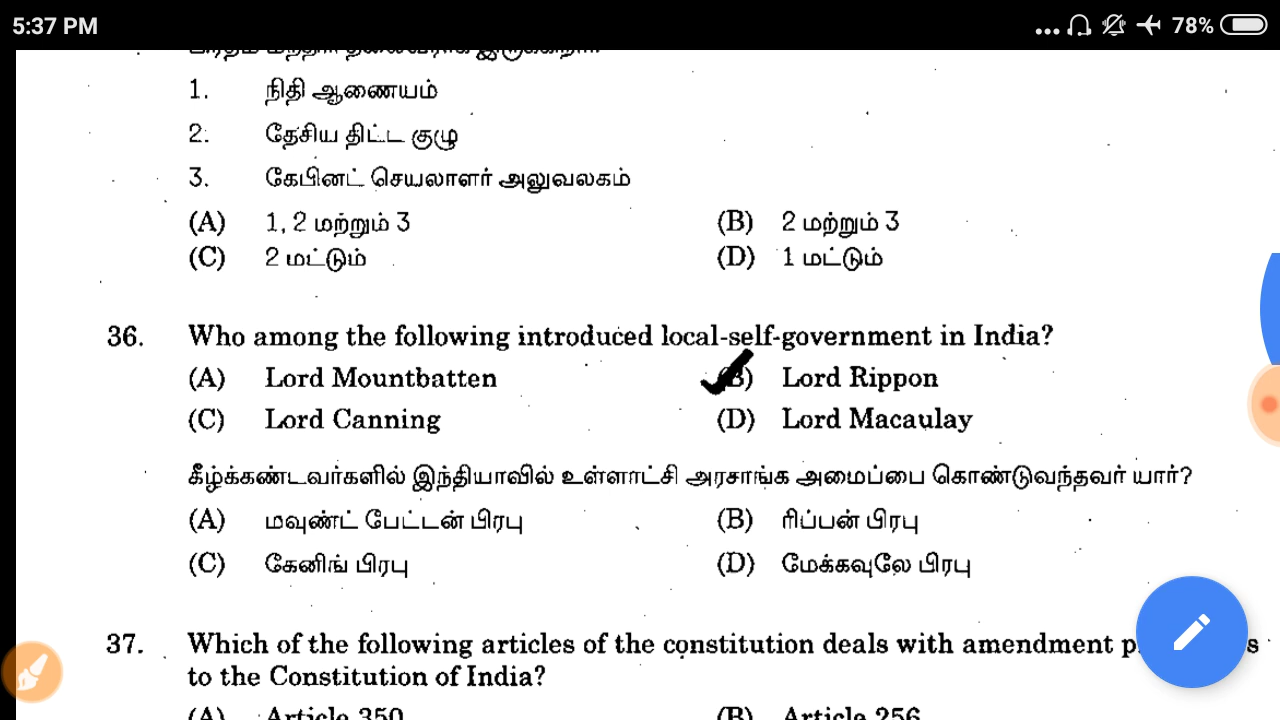 5:37 PM ... 78%
1. நிதி ஆணையம்
2. தேசிய திட்ட குழு
3. கேபினட் செயலாளர் அலுவலகம்
(A) 1, 2 மற்றும் 3 (B) 2 மற்றும் 3
(C) 2 மட்டும் (D) 1 மட்டும்
36. Who among the following introduced local-self-government in India?
(A) Lord Mountbatten (B) Lord Rippon
(C) Lord Canning (D) Lord Macaulay
கீழ்க்கண்டவர்களில் இந்தியாவில் உள்ளாட்சி அரசாங்க அமைப்பை கொண்டுவந்தவர் யார்?
(A) மவுண்ட் பேட்டன் பிரபு (B) ரிப்பன் பிரபு
(C) கேனிங் பிரபு (D) மேக்கவுலே பிரபு
37. Which of the following articles of the constitution deals with amendment
to the Constitution of India?
(A) Article 350 (B) Article 256